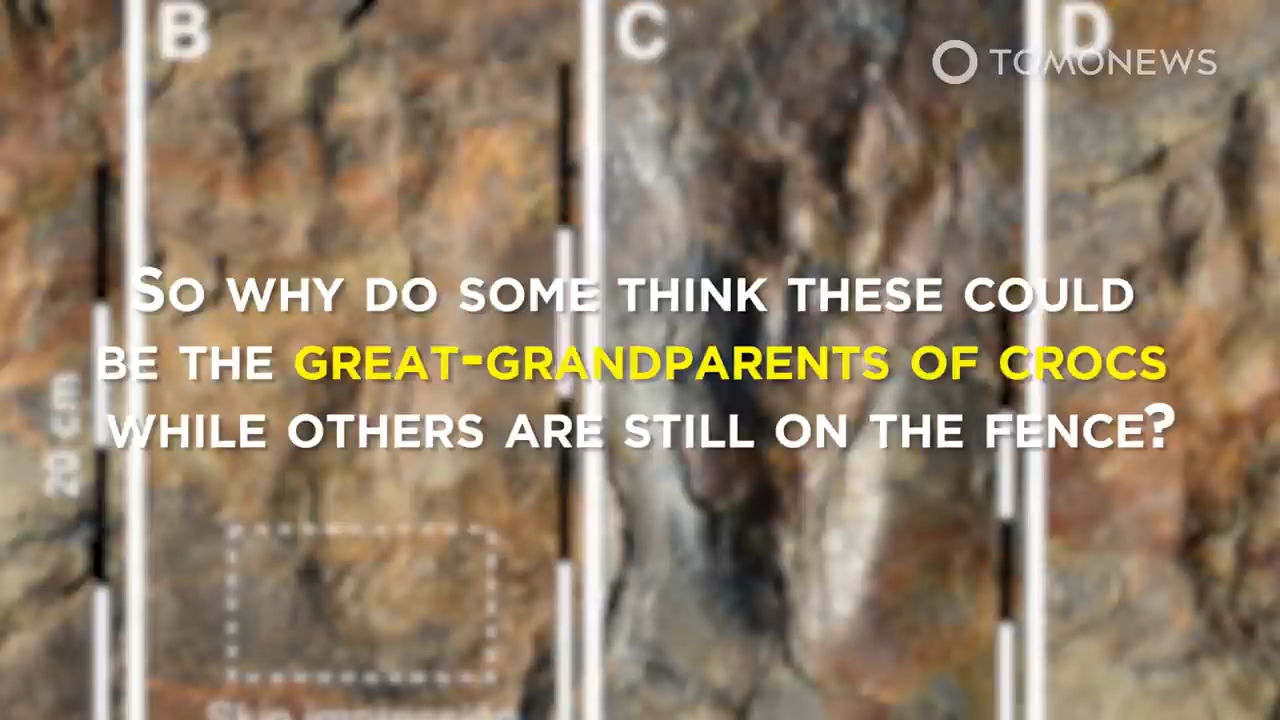 B
C
D
TOMONEWS
So why do some think these could
be the great-grandparents of crocs
while others are still on the fence?
20 cm